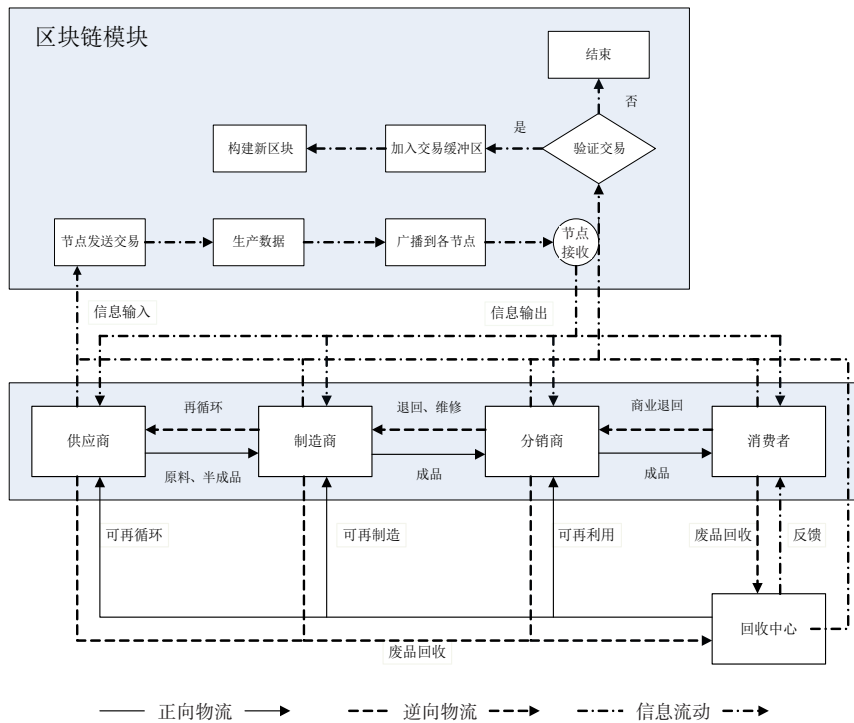 区块链模块
结束
否
是
构建新区块
加入交易缓冲区
验证交易
节点发送交易
生产数据
广播到各节点
节点
接收
信息输入
信息输出
再循环
退回、维修
商业退回
供应商
制造商
分销商
消费者
原料、半成品
成品
成品
可再循环
可再制造
可再利用
废品回收
反馈
回收中心
废品回收
正向物流
逆向物流
信息流动